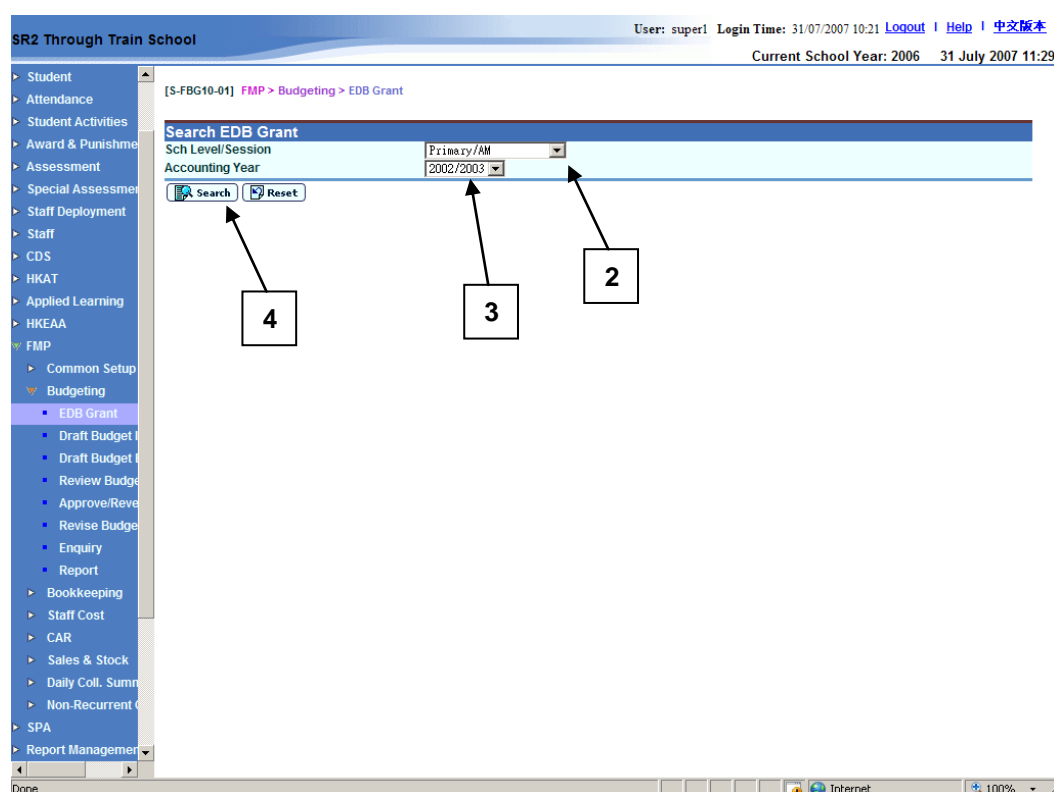 SR2 Through Train School
User: super1 Login Time: 31/07/2007 10:21 Logout | Help | 中文版本
Current School Year: 2006 31 July 2007 11:29
Student
Attendance
Student Activities
Award & Punishme
Assessment
Special Assessmen
Staff Deployment
Staff
CDS
HKAT
Applied Learning
HKEAA
FMP
Common Setup
Budgeting
EDB Grant
Draft Budget I
Draft Budget E
Review Budge
Approve/Reve
Revise Budge
Enquiry
Report
Bookkeeping
Staff Cost
CAR
Sales & Stock
Daily Coll. Summ
Non-Recurrent
SPA
Report Managemen
[S-FBG10-01] FMP > Budgeting > EDB Grant
Search EDB Grant
Sch Level/Session Primary/AM
Accounting Year 2002/2003
Search Reset
2
3
4
Done Internet 100%